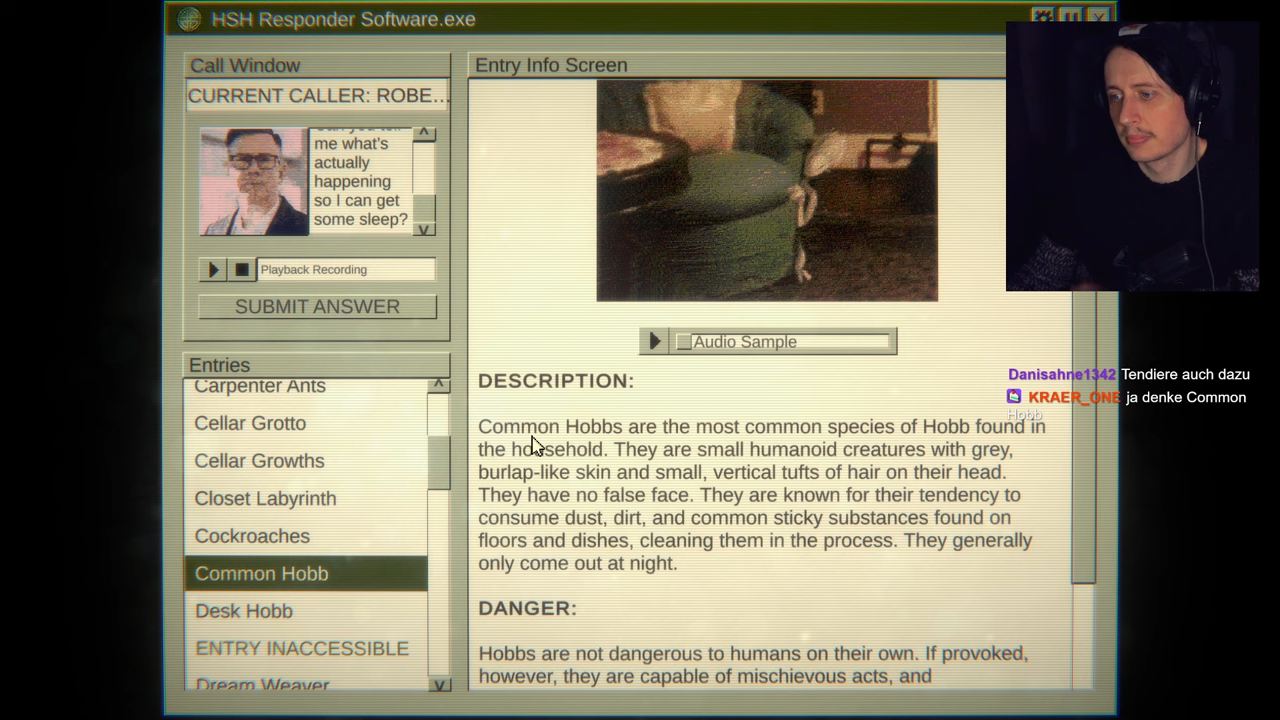 HSH Responder Software.exe
Call Window
CURRENT CALLER: ROBE...
me what's
actually
happening
so I can get
some sleep?
Playback Recording
SUBMIT ANSWER
Entries
Carpenter Ants
Cellar Grotto
Cellar Growths
Closet Labyrinth
Cockroaches
Common Hobb
Desk Hobb
ENTRY INACCESSIBLE
Dream Weaver
Entry Info Screen
Audio Sample
DESCRIPTION:
Common Hobbs are the most common species of Hobb found in
the household. They are small humanoid creatures with grey,
burlap-like skin and small, vertical tufts of hair on their head.
They have no false face. They are known for their tendency to
consume dust, dirt, and common sticky substances found on
floors and dishes, cleaning them in the process. They generally
only come out at night.
DANGER:
Hobbs are not dangerous to humans on their own. If provoked,
however, they are capable of mischievous acts, and
Danisahne1342 Tendiere auch dazu
KRAER_ONE ja denke Common
Hobb